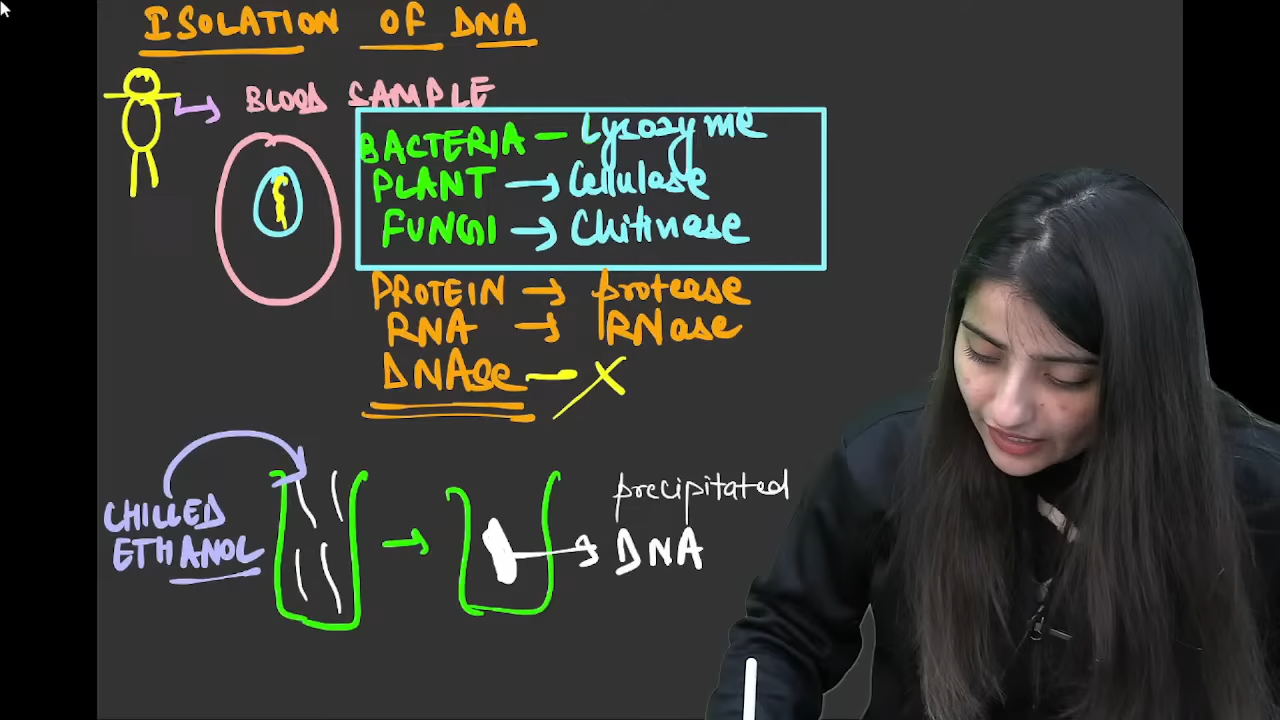 ISOLATION OF DNA
BLOOD SAMPLE
BACTERIA – Lysozyme
PLANT → Cellulase
FUNGI → Chitinase
PROTEIN → protease
RNA → RNase
DNAse – X
CHILLED
ETHANOL
precipitated
DNA